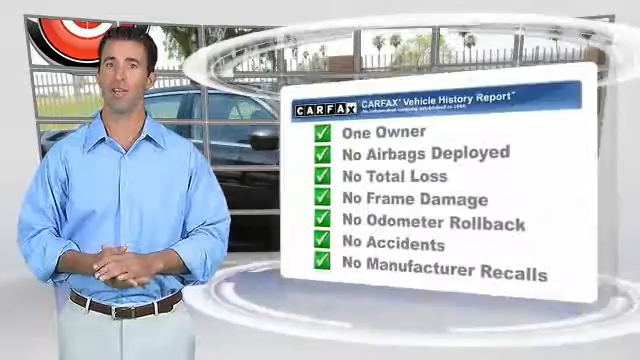 CARFAX
CARFAX Vehicle History Report™
One Owner
No Airbags Deployed
No Total Loss
No Frame Damage
No Odometer Rollback
No Accidents
No Manufacturer Recalls